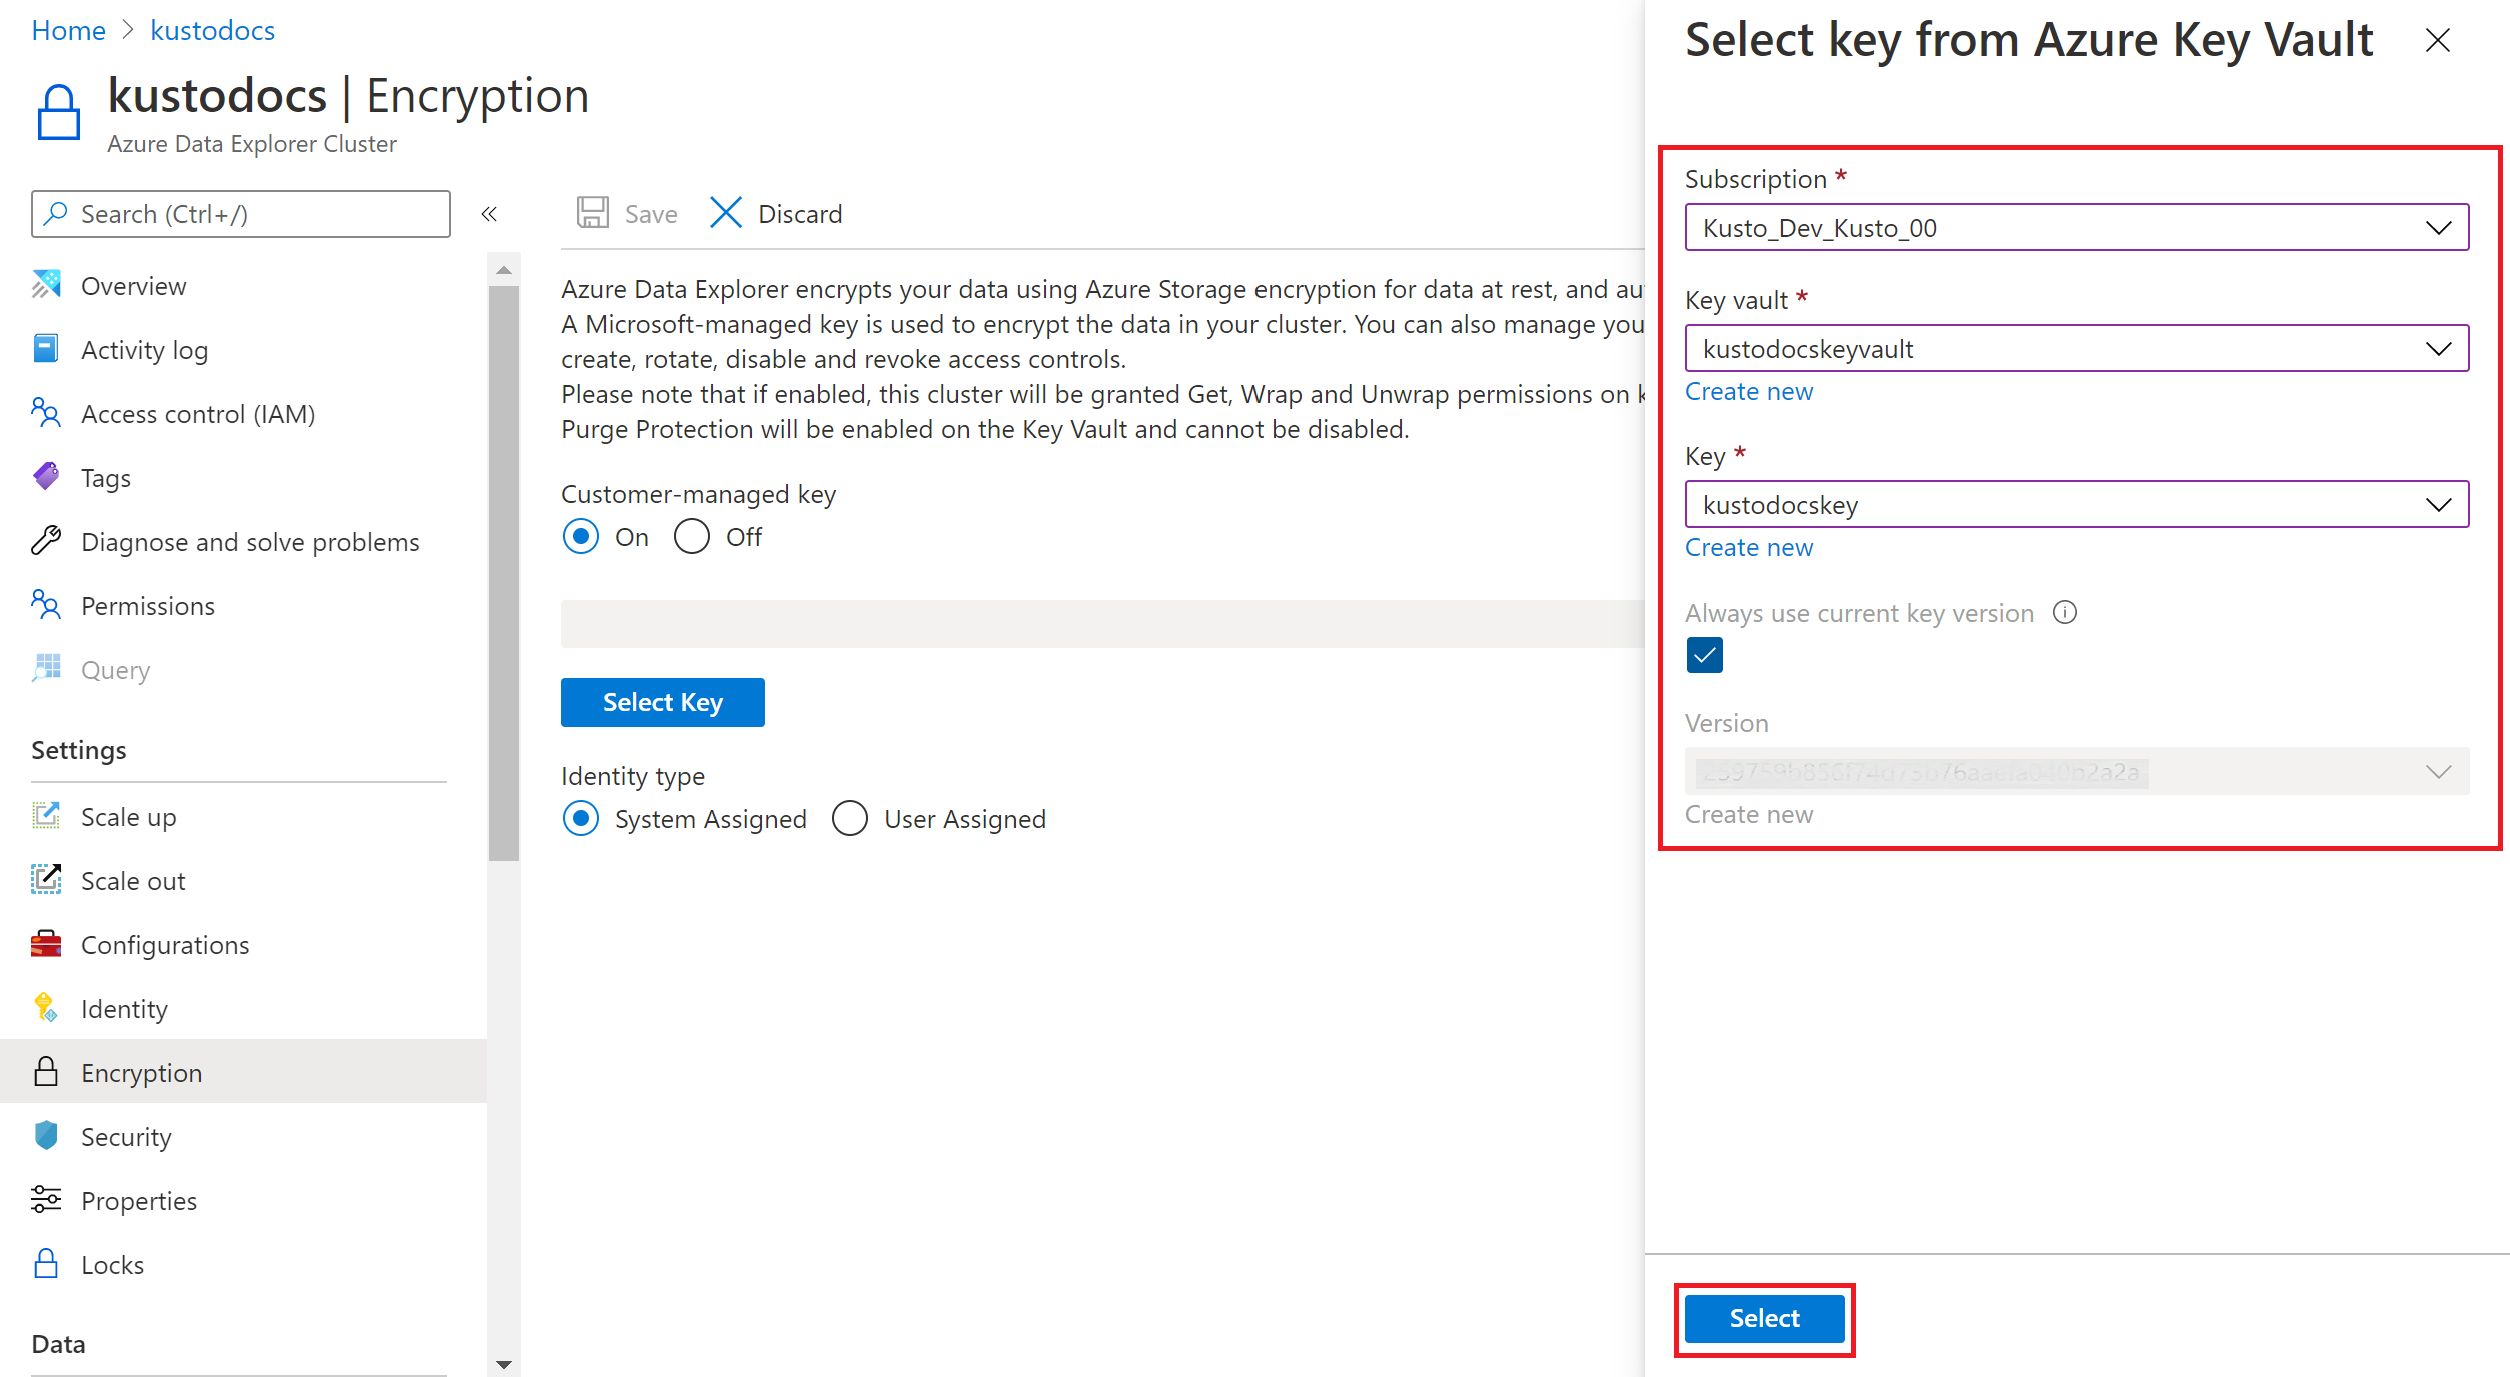 Home > kustodocs
kustodocs | Encryption
Azure Data Explorer Cluster
Search (Ctrl+/)
«
Overview
Activity log
Access control (IAM)
Tags
Diagnose and solve problems
Permissions
Query
Settings
Scale up
Scale out
Configurations
Identity
Encryption
Security
Properties
Locks
Data
Save
Discard
Azure Data Explorer encrypts your data using Azure Storage encryption for data at rest, and au
A Microsoft-managed key is used to encrypt the data in your cluster. You can also manage you
create, rotate, disable and revoke access controls.
Please note that if enabled, this cluster will be granted Get, Wrap and Unwrap permissions on k
Purge Protection will be enabled on the Key Vault and cannot be disabled.
Customer-managed key
On
Off
Select Key
Identity type
System Assigned
User Assigned
Select key from Azure Key Vault
Subscription *
Kusto_Dev_Kusto_00
Key vault *
kustodocskeyvault
Create new
Key *
kustodocskey
Create new
Always use current key version
Version
Create new
Select